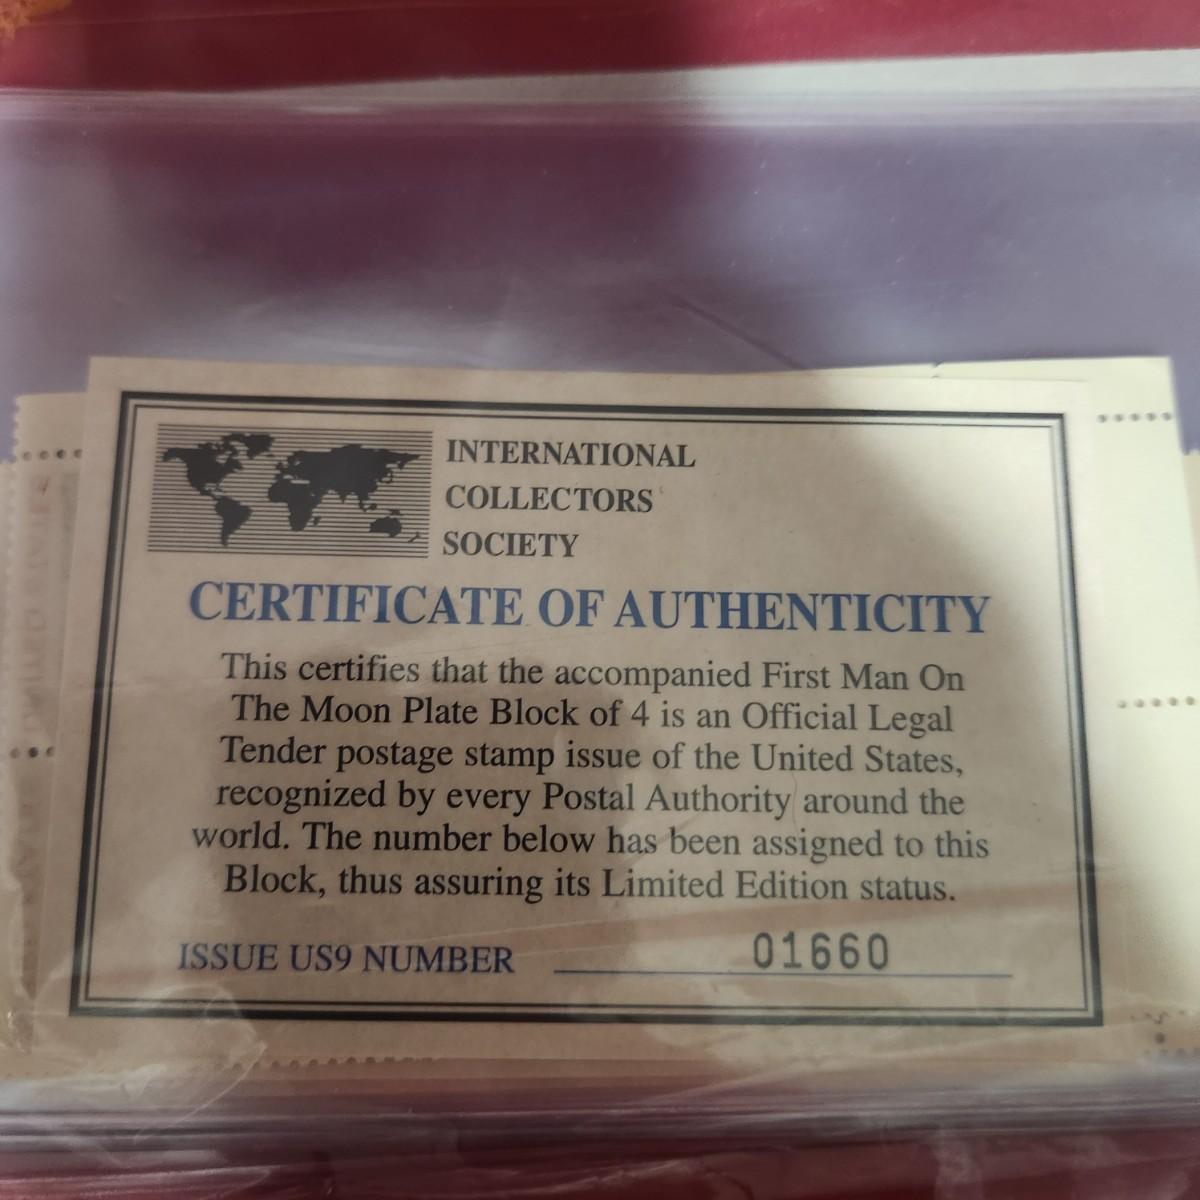 INTERNATIONAL
COLLECTORS
SOCIETY
CERTIFICATE OF AUTHENTICITY
This certifies that the accompanied First Man On
The Moon Plate Block of 4 is an Official Legal
Tender postage stamp issue of the United States,
recognized by every Postal Authority around the
world. The number below has been assigned to this
Block, thus assuring its Limited Edition status.
ISSUE US9 NUMBER 01660